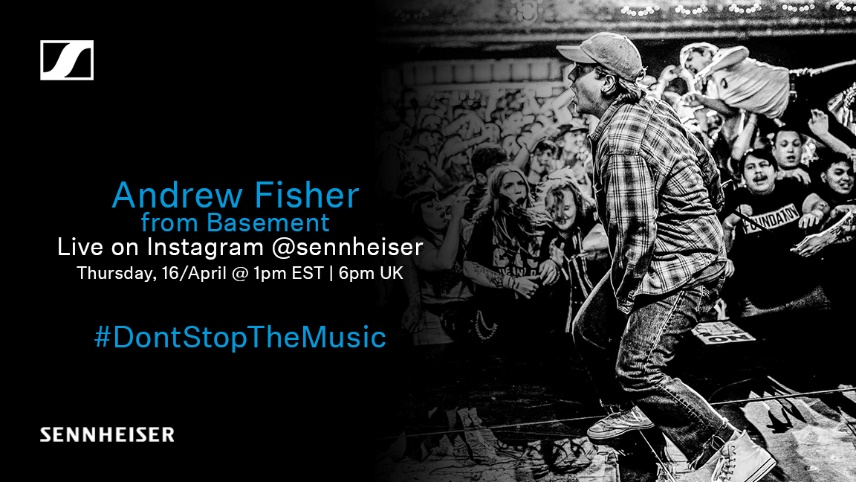 Andrew Fisher
from Basement
Live on Instagram @sennheiser
Thursday, 16/April @ 1pm EST | 6pm UK
#DontStopTheMusic
SENNHEISER